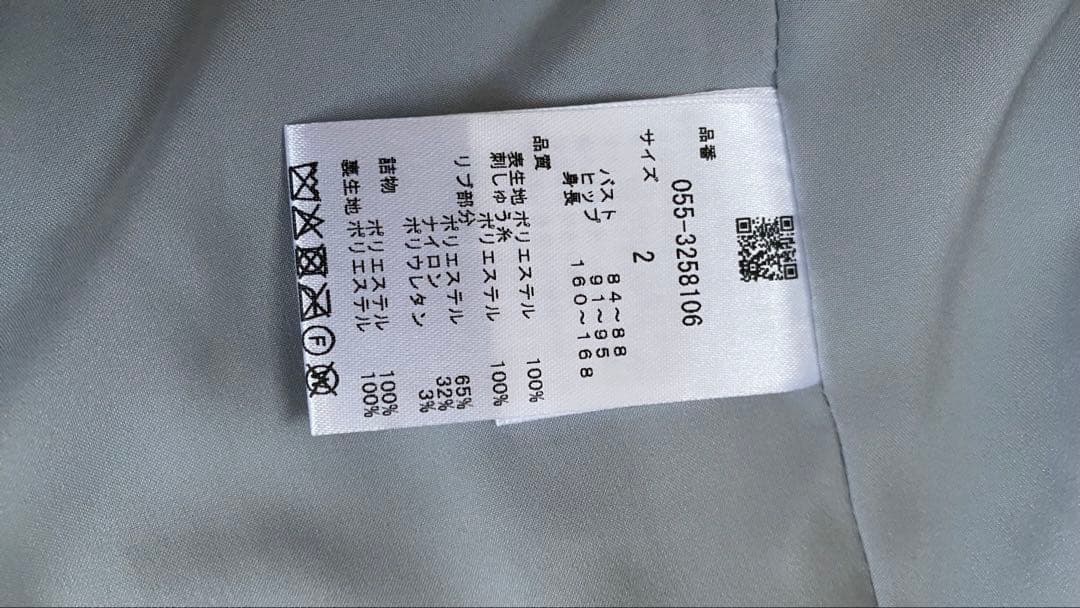 品番
055-3258106
サイズ 2
バスト 84〜88
ヒップ 91〜95
身長 160〜168
品質
表生地 ポリエステル 100%
刺しゅう糸 ポリエステル 100%
リブ部分 ポリエステル 65%
ナイロン 32%
ポリウレタン 3%
詰物 ポリエステル 100%
裏生地 ポリエステル 100%
F
W